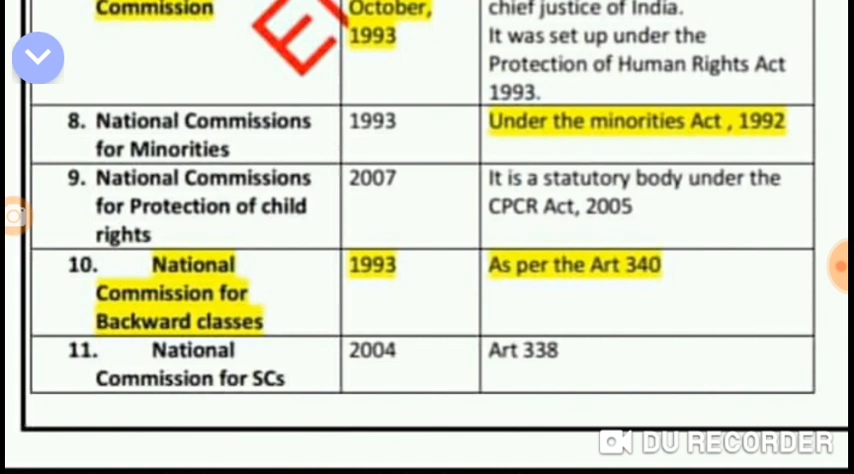 Commission
October,
1993
chief justice of India.
It was set up under the
Protection of Human Rights Act
1993.
8. National Commissions
for Minorities
1993
Under the minorities Act , 1992
9. National Commissions
for Protection of child
rights
2007
It is a statutory body under the
CPCR Act, 2005
10. National
Commission for
Backward classes
1993
As per the Art 340
11. National
Commission for SCs
2004
Art 338
DU RECORDER